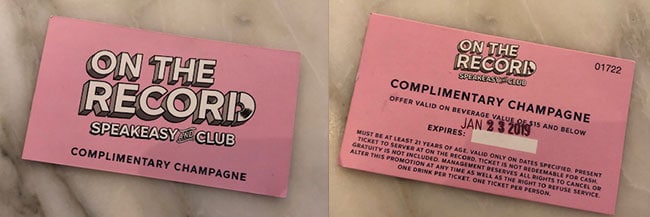 ON THE
RECORD
SPEAKEASY AND CLUB
COMPLIMENTARY CHAMPAGNE
ON THE
RECORD
SPEAKEASY AND CLUB
01722
COMPLIMENTARY CHAMPAGNE
OFFER VALID ON BEVERAGE VALUE OF $15 AND BELOW
JAN 23 2019
EXPIRES:
MUST BE AT LEAST 21 YEARS OF AGE. VALID ONLY ON DATES SPECIFIED. PRESENT
TICKET TO SERVER AT ON THE RECORD. TICKET IS NOT REDEEMABLE FOR CASH,
GRATUITY IS NOT INCLUDED. MANAGEMENT RESERVES ALL RIGHTS TO CANCEL OR
ALTER THIS PROMOTION AT ANY TIME AS WELL AS THE RIGHT TO REFUSE SERVICE.
ONE DRINK PER TICKET. ONE TICKET PER PERSON.